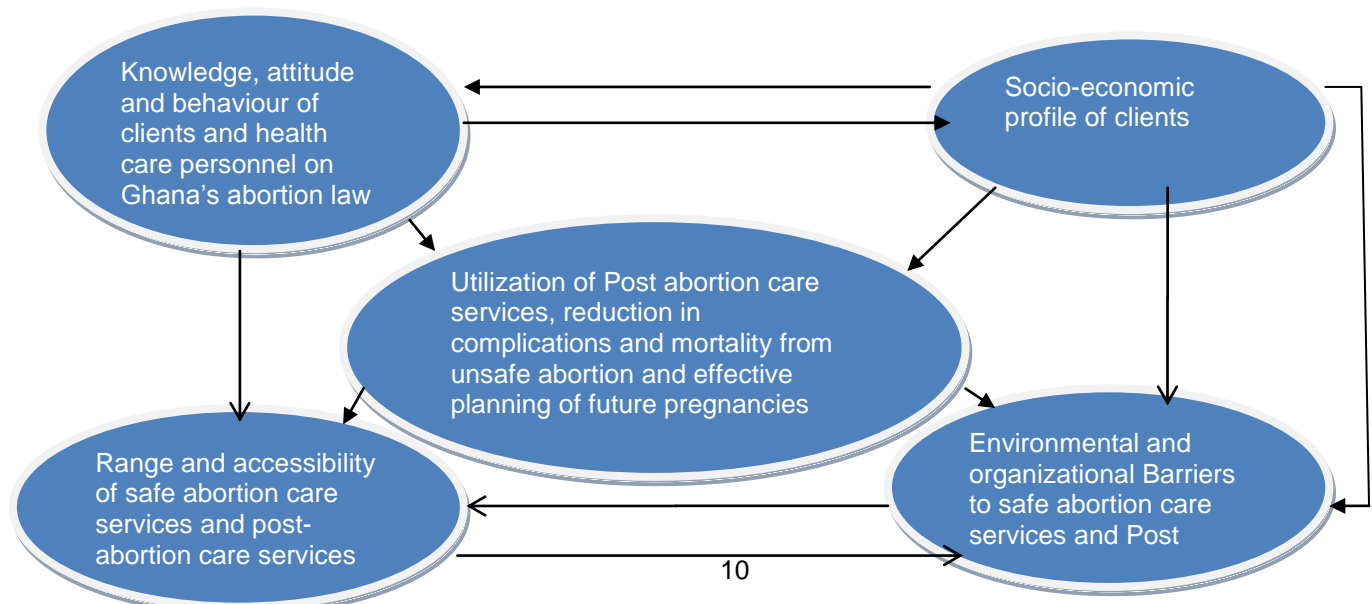 Knowledge, attitude
and behaviour of
clients and health
care personnel on
Ghana’s abortion law
Socio-economic
profile of clients
Utilization of Post abortion care
services, reduction in
complications and mortality from
unsafe abortion and effective
planning of future pregnancies
Range and accessibility
of safe abortion care
services and post-
abortion care services
Environmental and
organizational Barriers
to safe abortion care
services and Post
10